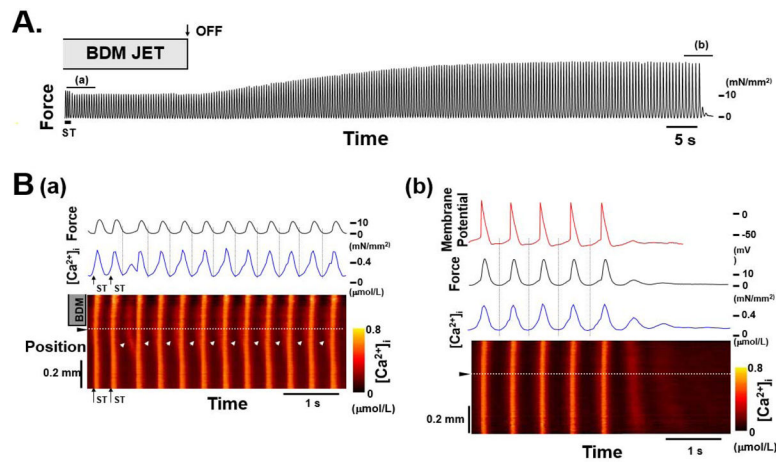 A.
BDM JET
OFF
(a)
(b)
Force
(mN/mm²)
10
0
ST
Time
5 s
B (a)
Force
10
0
(mN/mm²)
[Ca²⁺]i
0.4
0
(μmol/L)
ST
ST
BDM
Position
0.2 mm
0.8
0
[Ca²⁺]i
(μmol/L)
ST
ST
Time
1 s
(b)
Membrane
Potential
0
-50
(mV
)
Force
10
0
(mN/mm²)
[Ca²⁺]i
0.4
0
(μmol/L)
0.2 mm
0.8
0
[Ca²⁺]i
(μmol/L)
Time
1 s